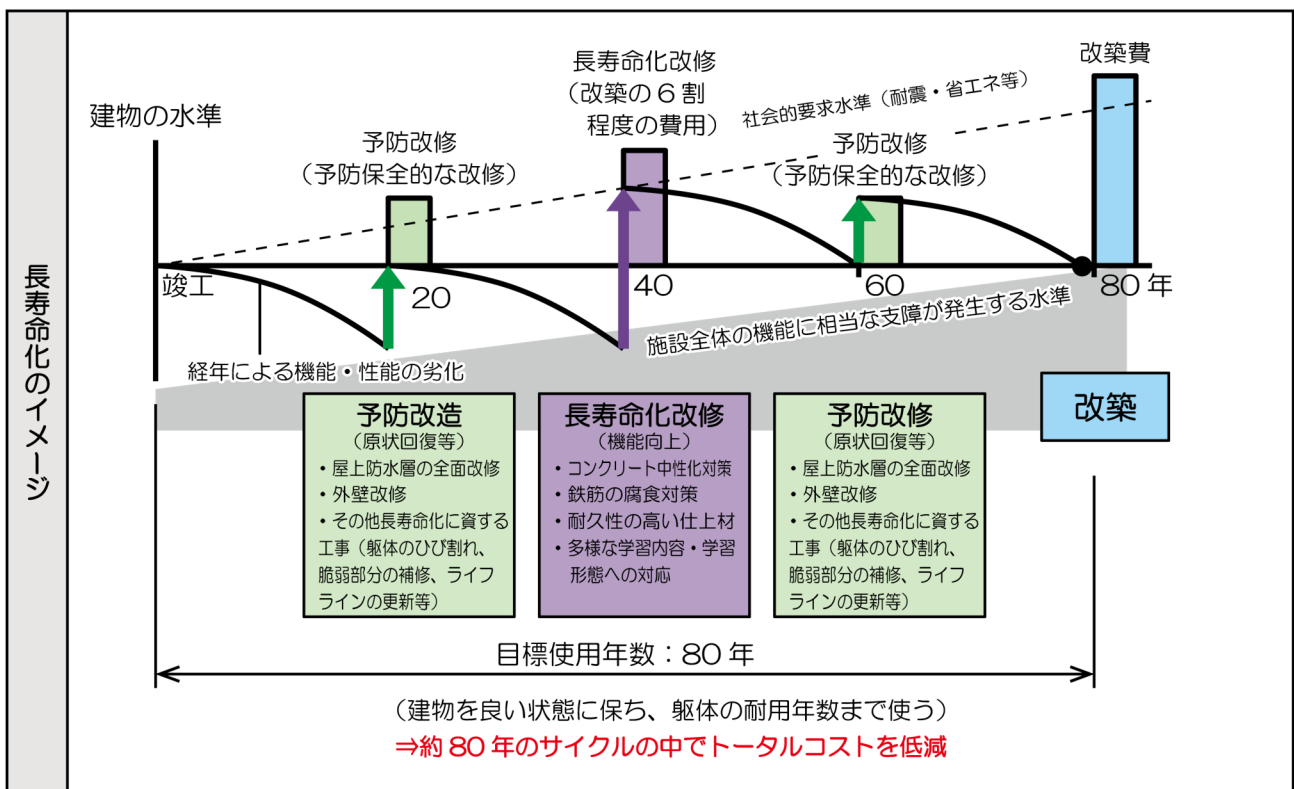 長寿命化のイメージ
建物の水準
予防改修
（予防保全的な改修）
長寿命化改修
（改築の６割
程度の費用）
社会的要求水準（耐震・省エネ等）
予防改修
（予防保全的な改修）
改築費
竣工
20
40
60
80 年
経年による機能・性能の劣化
施設全体の機能に相当な支障が発生する水準
予防改造
（原状回復等）
・屋上防水層の全面改修
・外壁改修
・その他長寿命化に資する
工事（躯体のひび割れ、
脆弱部分の補修、ライフ
ラインの更新等）
長寿命化改修
（機能向上）
・コンクリート中性化対策
・鉄筋の腐食対策
・耐久性の高い仕上材
・多様な学習内容・学習
形態への対応
予防改修
（原状回復等）
・屋上防水層の全面改修
・外壁改修
・その他長寿命化に資する
工事（躯体のひび割れ、
脆弱部分の補修、ライフ
ラインの更新等）
改築
目標使用年数：80 年
（建物を良い状態に保ち、躯体の耐用年数まで使う）
⇒約 80 年のサイクルの中でトータルコストを低減